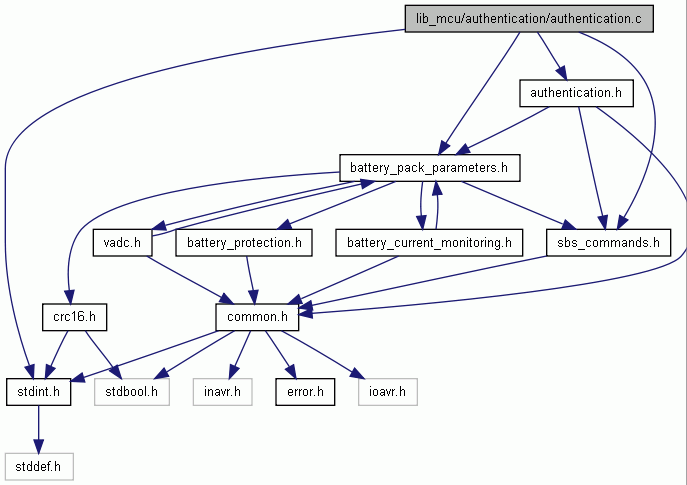 lib_mcu/authentication/authentication.c
authentication.h
battery_pack_parameters.h
vadc.h
battery_protection.h
battery_current_monitoring.h
sbs_commands.h
crc16.h
common.h
stdint.h
stdbool.h
inavr.h
error.h
ioavr.h
stddef.h